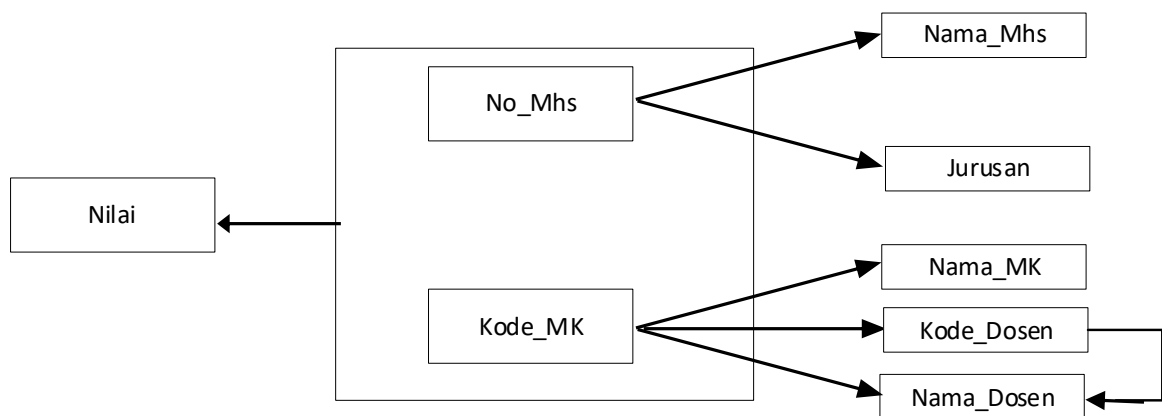 Nama_Mhs
No_Mhs
Jurusan
Nilai
Nama_MK
Kode_MK
Kode_Dosen
Nama_Dosen